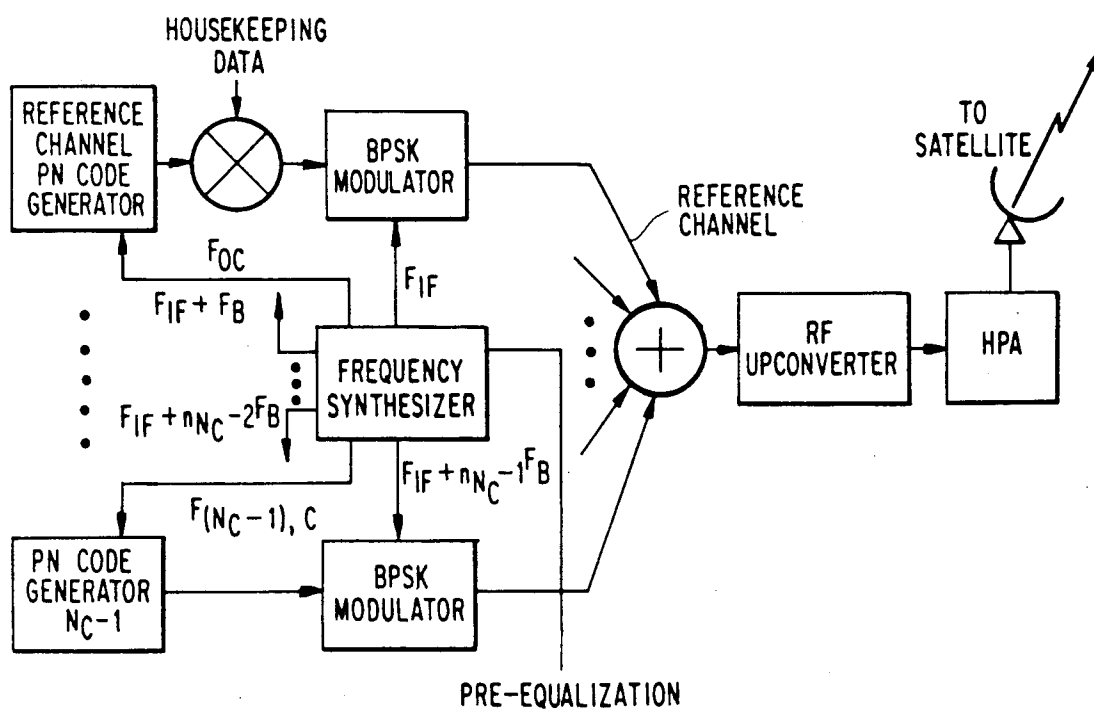 HOUSEKEEPING
DATA
REFERENCE
CHANNEL
PN CODE
GENERATOR
BPSK
MODULATOR
TO
SATELLITE
REFERENCE
CHANNEL
F_OC
F_IF
F_IF + F_B
FREQUENCY
SYNTHESIZER
RF
UPCONVERTER
HPA
F_IF + n_N_C-2 F_B
F_IF + n_N_C-1 F_B
F_(N_C-1), C
PN CODE
GENERATOR
N_C-1
BPSK
MODULATOR
PRE-EQUALIZATION